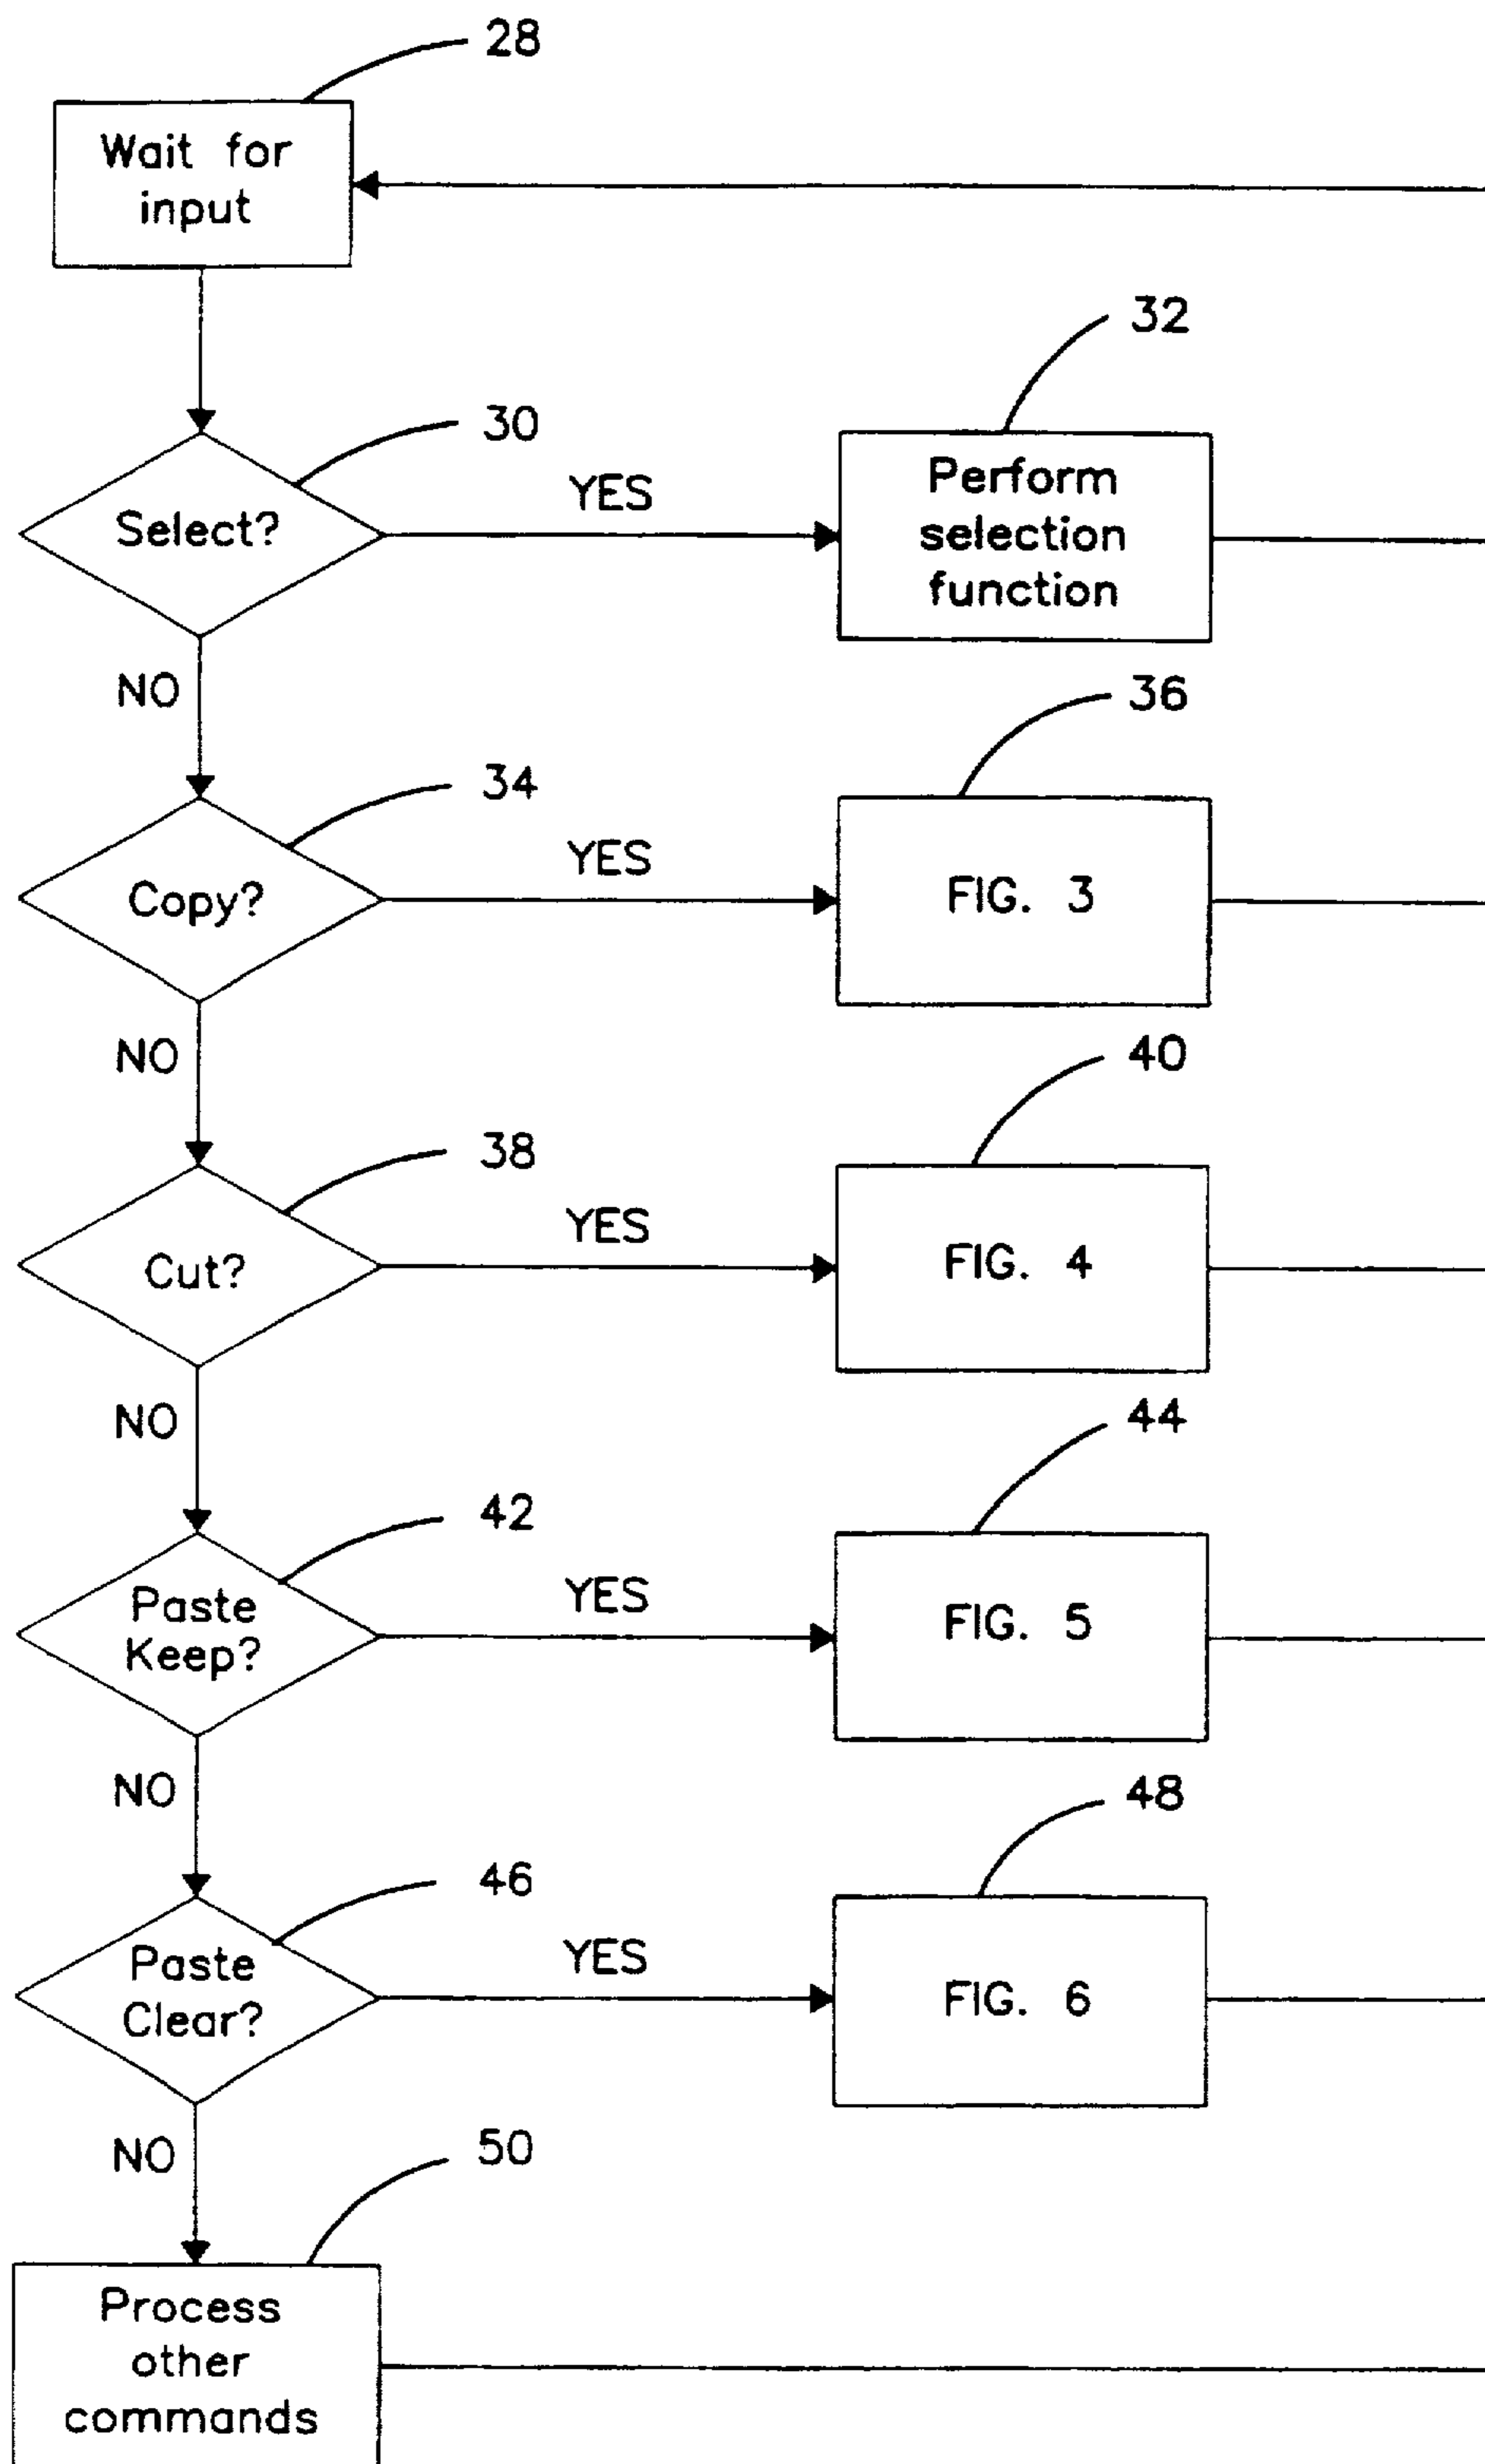 28
Wait for
input
32
30
Select?
YES
Perform
selection
function
NO
36
34
Copy?
YES
FIG. 3
NO
40
38
Cut?
YES
FIG. 4
NO
44
42
Paste
Keep?
YES
FIG. 5
NO
48
46
Paste
Clear?
YES
FIG. 6
NO
50
Process
other
commands